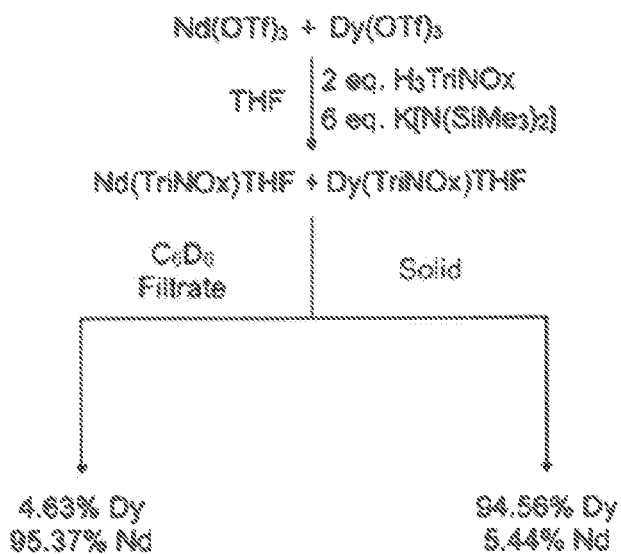 Nd(OTf)₃ + Dy(OTf)₃
THF
2 eq. H₃TriNOx
6 eq. K[N(SiMe₃)₂]
Nd(TriNOx)THF + Dy(TriNOx)THF
C₆D₆
Filtrate
Solid
4.63% Dy
95.37% Nd
94.56% Dy
5.44% Nd